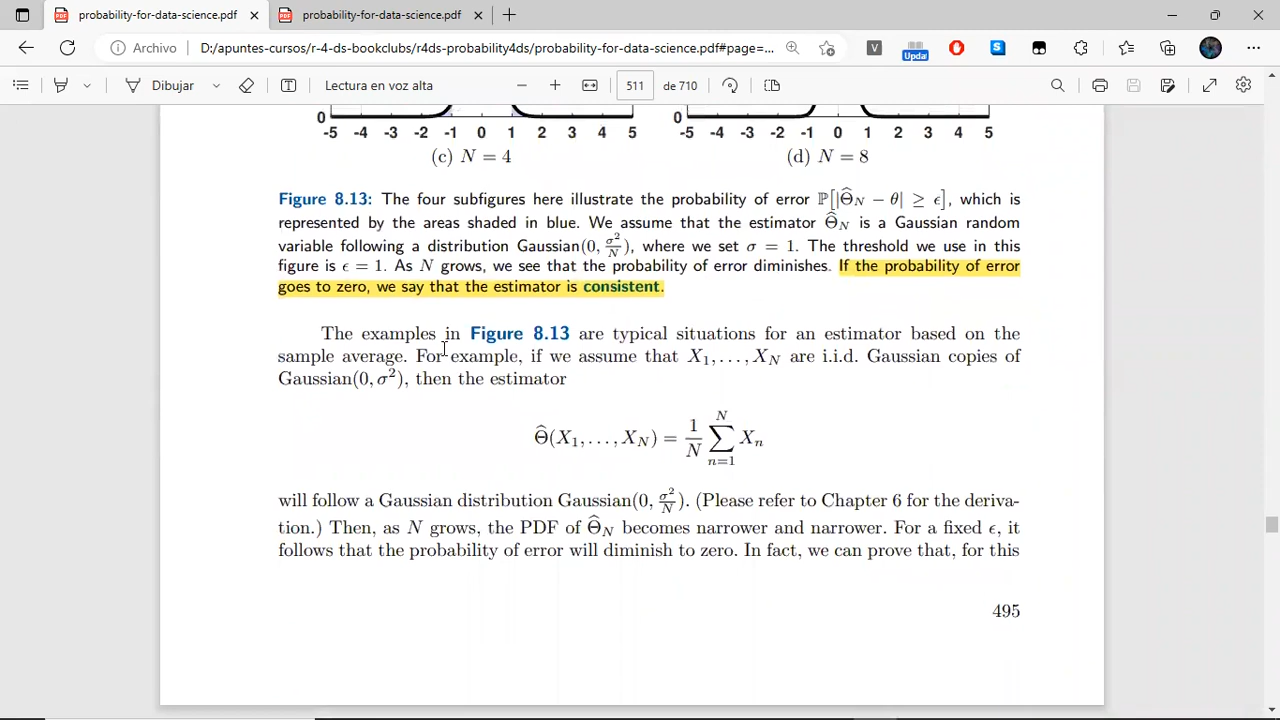 probability-for-data-science.pdf
probability-for-data-science.pdf
Archivo D:/apuntes-cursos/r-4-ds-bookclubs/r4ds-probability4ds/probability-for-data-science.pdf#page=...
Upda
Dibujar
Lectura en voz alta
511 de 710
0 -5 -4 -3 -2 -1 0 1 2 3 4 5
0 -5 -4 -3 -2 -1 0 1 2 3 4 5
(c) N = 4
(d) N = 8
Figure 8.13: The four subfigures here illustrate the probability of error ℙ[|Θ̂_N − θ| ≥ ϵ], which is
represented by the areas shaded in blue. We assume that the estimator Θ̂_N is a Gaussian random
variable following a distribution Gaussian(0, σ²/N), where we set σ = 1. The threshold we use in this
figure is ϵ = 1. As N grows, we see that the probability of error diminishes. If the probability of error
goes to zero, we say that the estimator is consistent.
The examples in Figure 8.13 are typical situations for an estimator based on the
sample average. For example, if we assume that X₁, . . . , X_N are i.i.d. Gaussian copies of
Gaussian(0, σ²), then the estimator
Θ̂(X₁, . . . , X_N) = 1/N ∑_{n=1}^{N} X_n
will follow a Gaussian distribution Gaussian(0, σ²/N). (Please refer to Chapter 6 for the deriva-
tion.) Then, as N grows, the PDF of Θ̂_N becomes narrower and narrower. For a fixed ϵ, it
follows that the probability of error will diminish to zero. In fact, we can prove that, for this
495